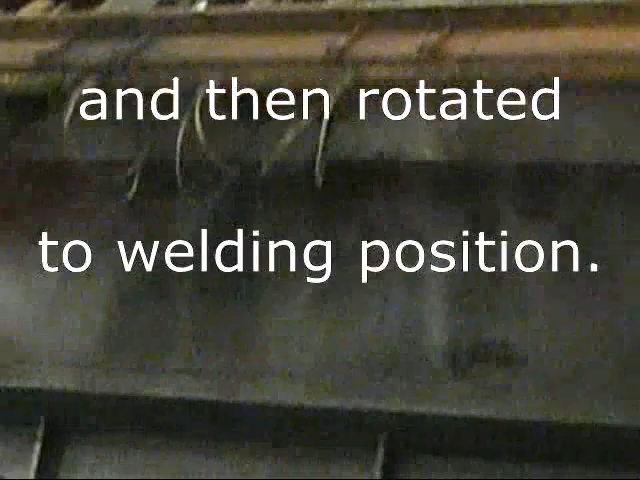 and then rotated
to welding position.